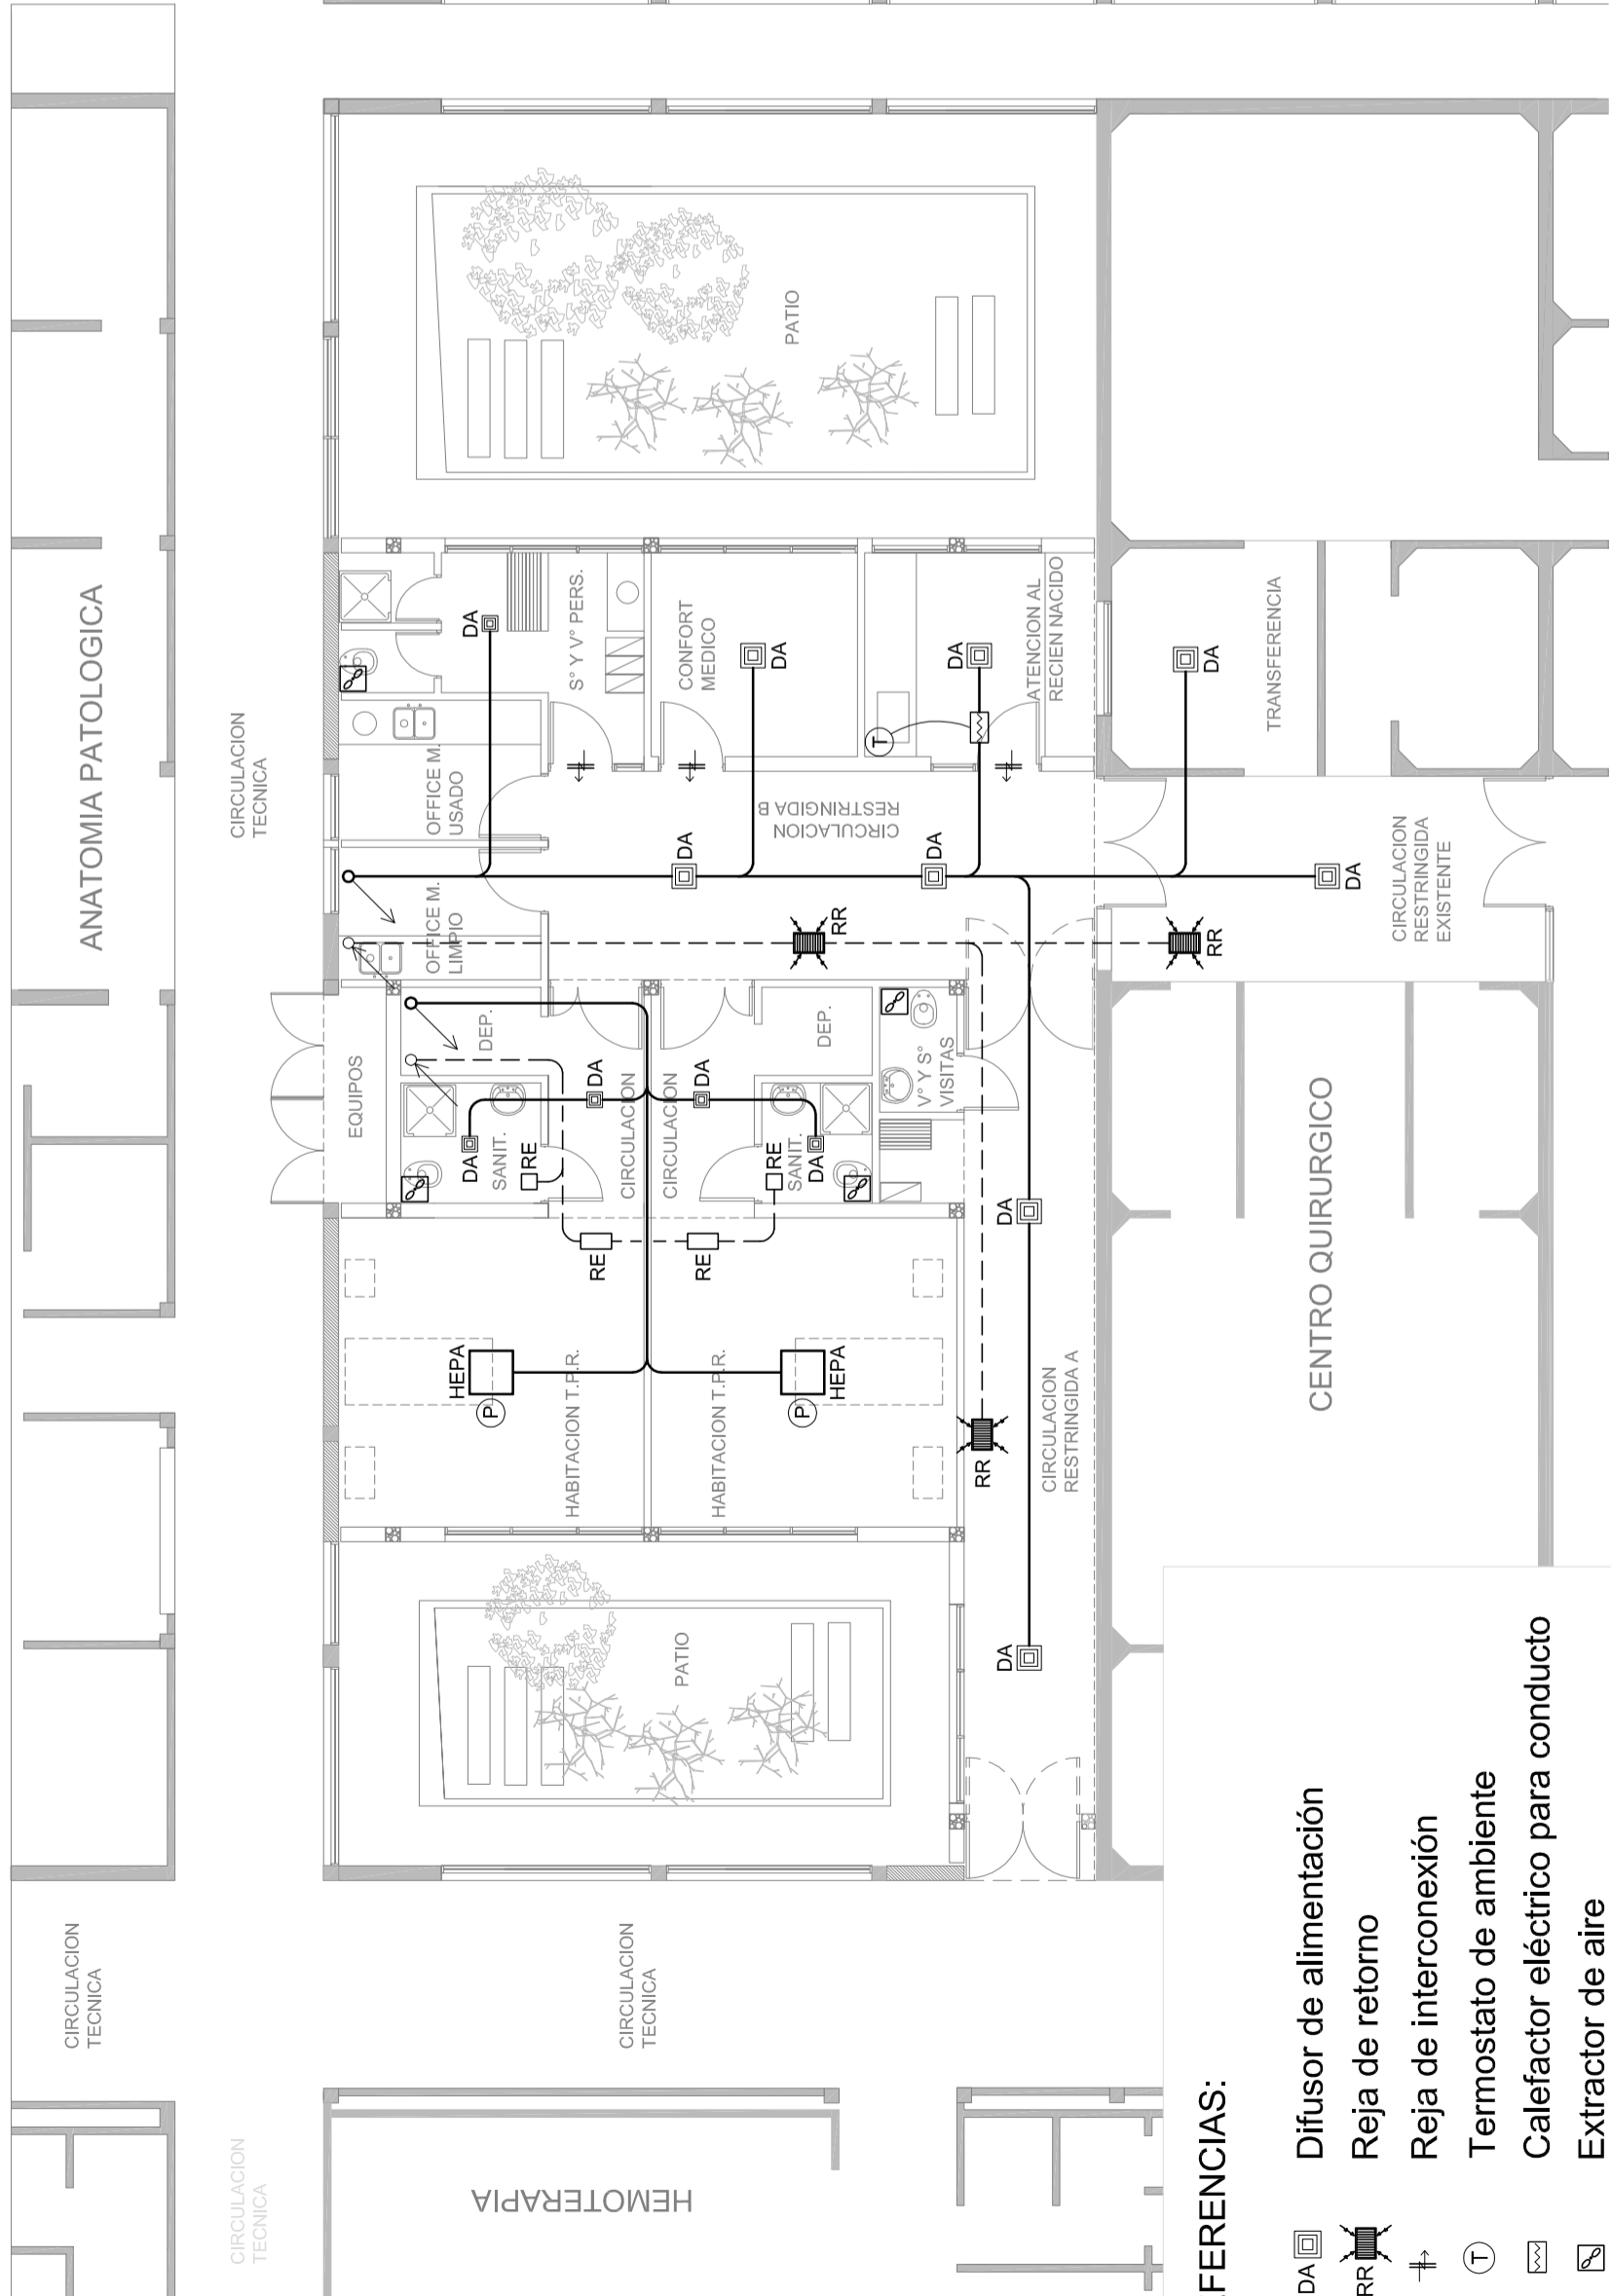 ANATOMIA PATOLOGICA
CIRCULACION
TECNICA
CIRCULACION
TECNICA
CIRCULACION
TECNICA
CIRCULACION
TECNICA
HEMOTERAPIA
PATIO
PATIO
DA
S° Y V° PERS.
CONFORT
MEDICO
DA
DA
ATENCION AL
RECIEN NACIDO
T
TRANSFERENCIA
DA
OFFICE M.
USADO
OFFICE M.
LIMPIO
CIRCULACION
RESTRINGIDA B
DA
DA
DA
RR
RR
CIRCULACION
RESTRINGIDA
EXISTENTE
EQUIPOS
DEP.
DEP.
DA
DA
V° Y S°
VISITAS
DA
SANIT.
RE
CIRCULACION
CIRCULACION
RE
SANIT.
DA
RE
RE
DA
HEPA
P
HEPA
P
HABITACION T.P.R.
HABITACION T.P.R.
RR
CIRCULACION
RESTRINGIDA A
DA
CENTRO QUIRURGICO
FERENCIAS:
DA Difusor de alimentación
RR Reja de retorno
Reja de interconexión
T Termostato de ambiente
Calefactor eléctrico para conducto
Extractor de aire